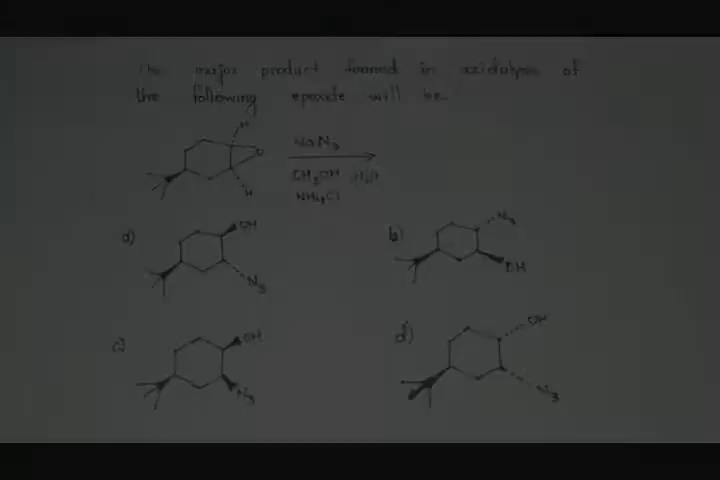 The major product formed in azidolysis of
the following epoxide will be.
H
O
H
NaN3
CH3OH H2O
NH4Cl
a)
OH
N3
b)
N3
OH
c)
OH
N3
d)
OH
N3